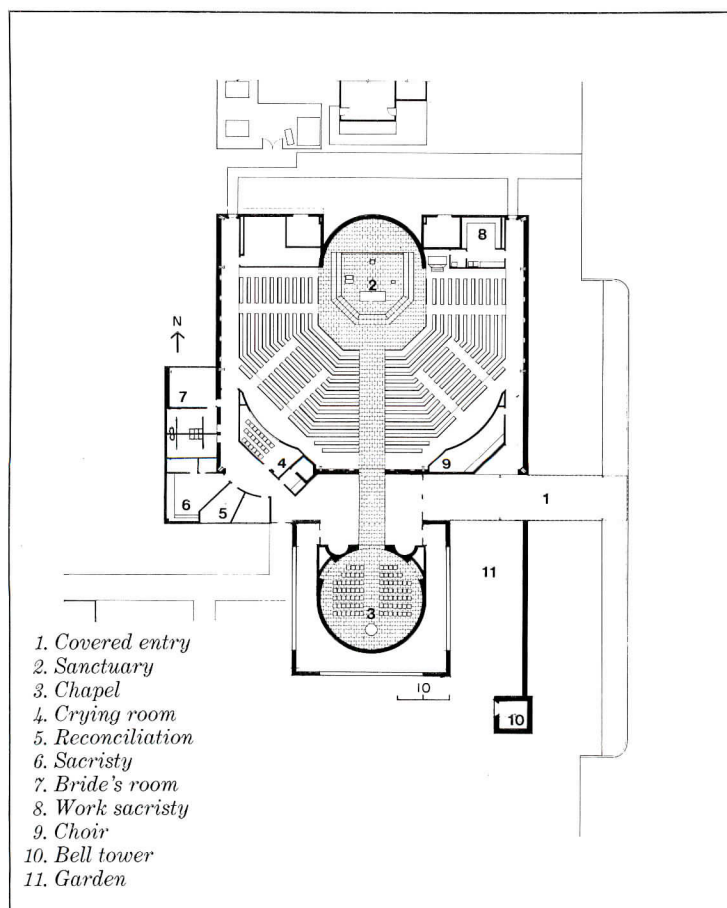 8
2
N
7
4
9
6
5
1
11
3
10
10
1. Covered entry
2. Sanctuary
3. Chapel
4. Crying room
5. Reconciliation
6. Sacristy
7. Bride's room
8. Work sacristy
9. Choir
10. Bell tower
11. Garden